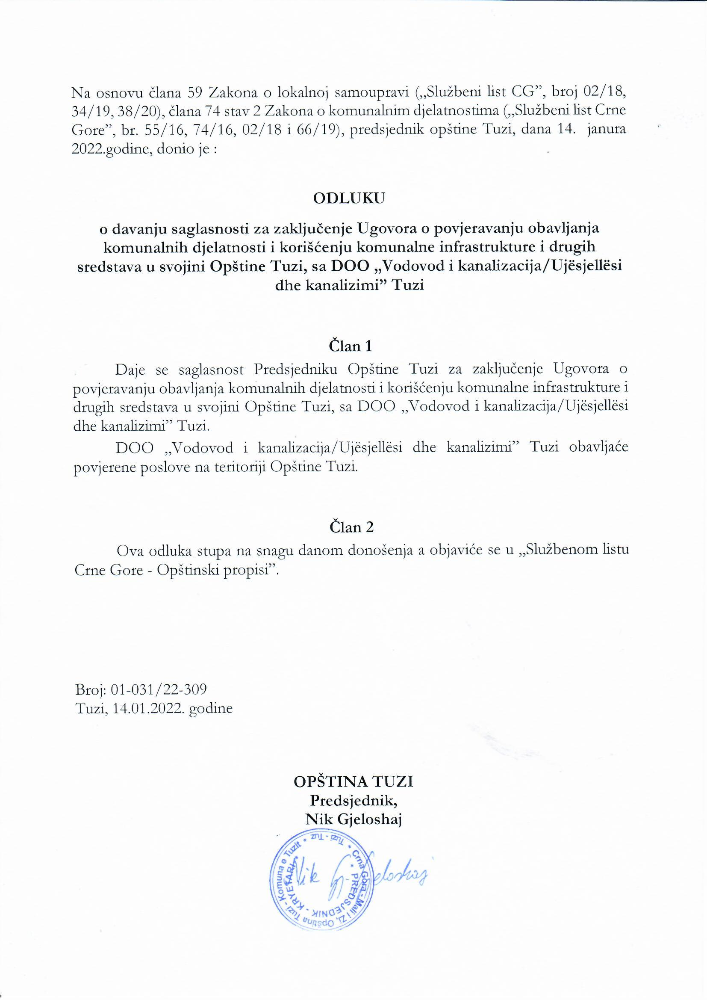 Na osnovu člana 59 Zakona o lokalnoj samoupravi („Službeni list CG”, broj 02/18,
34/19, 38/20), člana 74 stav 2 Zakona o komunalnim djelatnostima („Službeni list Crne
Gore”, br. 55/16, 74/16, 02/18 i 66/19), predsjednik opštine Tuzi, dana 14. janura
2022.godine, donio je :
ODLUKU
o davanju saglasnosti za zaključenje Ugovora o povjeravanju obavljanja
komunalnih djelatnosti i korišćenju komunalne infrastrukture i drugih
sredstava u svojini Opštine Tuzi, sa DOO „Vodovod i kanalizacija/Ujësjellësi
dhe kanalizimi” Tuzi
Član 1
Daje se saglasnost Predsjedniku Opštine Tuzi za zaključenje Ugovora o
povjeravanju obavljanja komunalnih djelatnosti i korišćenju komunalne infrastrukture i
drugih sredstava u svojini Opštine Tuzi, sa DOO „Vodovod i kanalizacija/Ujësjellësi
dhe kanalizimi” Tuzi.
DOO „Vodovod i kanalizacija/Ujësjellësi dhe kanalizimi” Tuzi obavljaće
povjerene poslove na teritoriji Opštine Tuzi.
Član 2
Ova odluka stupa na snagu danom donošenja a objaviće se u „Službenom listu
Crne Gore - Opštinski propisi”.
Broj: 01-031/22-309
Tuzi, 14.01.2022. godine
OPŠTINA TUZI
Predsjednik,
Nik Gjeloshaj
Crna Gora - Mali i Zi, Opština Tuzi - Komuna e Tuzit * Tuzi - Tuz *
* PREDSJEDNIK - KRYETARI *
Nik Gjeloshaj